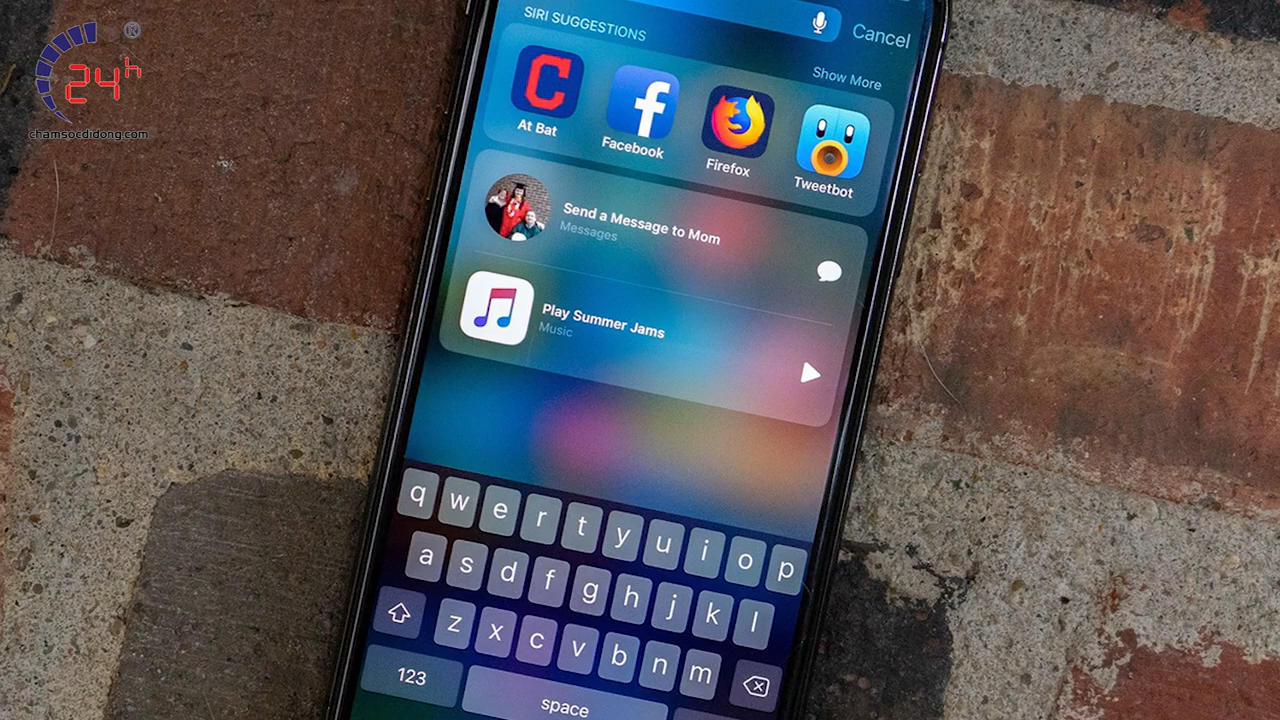 24h
®
chamsocdidong.com
SIRI SUGGESTIONS
Cancel
Show More
At Bat
Facebook
Firefox
Tweetbot
Send a Message to Mom
Messages
Play Summer Jams
Music
q w e r t y u i o p
a s d f g h j k l
z x c v b n m
123
space